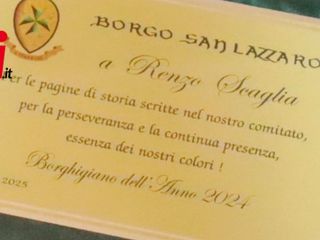 BORGO SAN LAZZARO
a Renzo Scaglia
Per le pagine di storia scritte nel nostro comitato,
per la perseveranza e la continua presenza,
essenza dei nostri colori !
Borghigiano dell'Anno 2024
2025
i.it